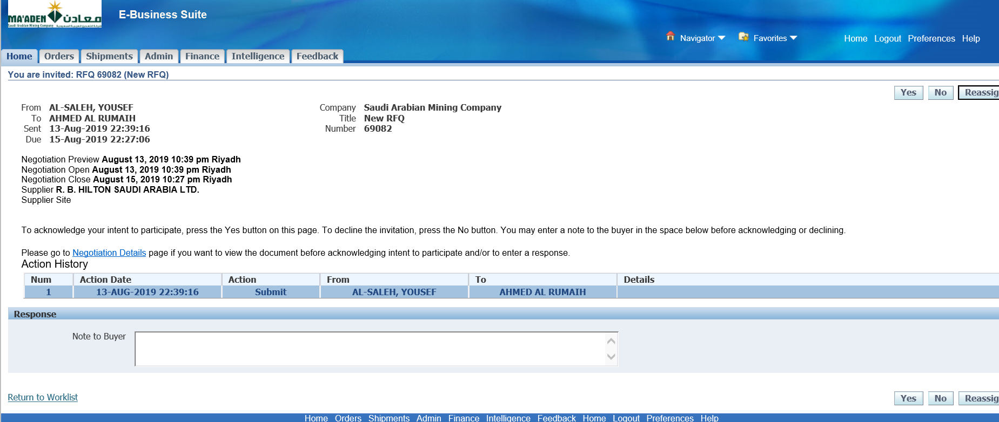 MA'ADEN معادن
Saudi Arabian Mining Company
E-Business Suite
Navigator Favorites Home Logout Preferences Help
Home Orders Shipments Admin Finance Intelligence Feedback
You are invited: RFQ 69082 (New RFQ)
Yes No Reassig
From AL-SALEH, YOUSEF Company Saudi Arabian Mining Company
To AHMED AL RUMAIH Title New RFQ
Sent 13-Aug-2019 22:39:16 Number 69082
Due 15-Aug-2019 22:27:06
Negotiation Preview August 13, 2019 10:39 pm Riyadh
Negotiation Open August 13, 2019 10:39 pm Riyadh
Negotiation Close August 15, 2019 10:27 pm Riyadh
Supplier R. B. HILTON SAUDI ARABIA LTD.
Supplier Site
To acknowledge your intent to participate, press the Yes button on this page. To decline the invitation, press the No button. You may enter a note to the buyer in the space below before acknowledging or declining.
Please go to Negotiation Details page if you want to view the document before acknowledging intent to participate and/or to enter a response.
Action History
Num Action Date Action From To Details
1 13-AUG-2019 22:39:16 Submit AL-SALEH, YOUSEF AHMED AL RUMAIH
Response
Note to Buyer
Return to Worklist Yes No Reassig
Home Orders Shipments Admin Finance Intelligence Feedback Home Logout Preferences Help